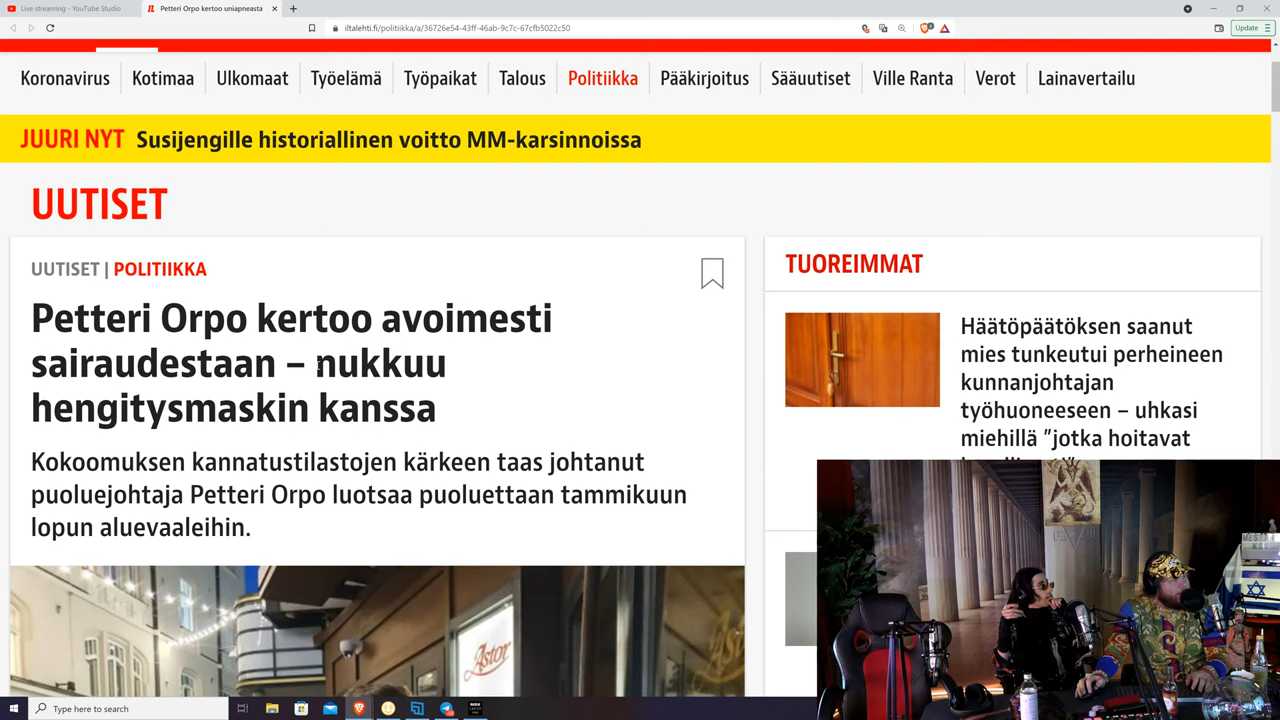 Live streaming - YouTube Studio
Petteri Orpo kertoo uniapneasta
iltalehti.fi/politiikka/a/36726e54-43ff-46ab-9c7c-67cfb5022c50
Update
Koronavirus Kotimaa Ulkomaat Työelämä Työpaikat Talous Politiikka Pääkirjoitus Sääuutiset Ville Ranta Verot Lainavertailu
JUURI NYT Susijengille historiallinen voitto MM-karsinnoissa
UUTISET
UUTISET | POLITIIKKA
Petteri Orpo kertoo avoimesti
sairaudestaan – nukkuu
hengitysmaskin kanssa
Kokoomuksen kannatustilastojen kärkeen taas johtanut
puoluejohtaja Petteri Orpo luotsaa puoluettaan tammikuun
lopun aluevaaleihin.
Astor
TUOREIMMAT
Häätöpäätöksen saanut
mies tunkeutui perheineen
kunnanjohtajan
työhuoneeseen – uhkasi
miehillä ”jotka hoitavat
Type here to search